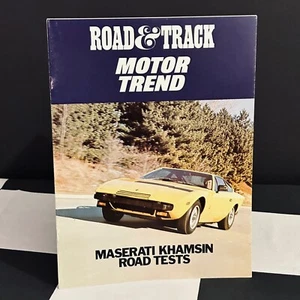 ROAD & TRACK
MOTOR
TREND
MASERATI KHAMSIN
ROAD TESTS